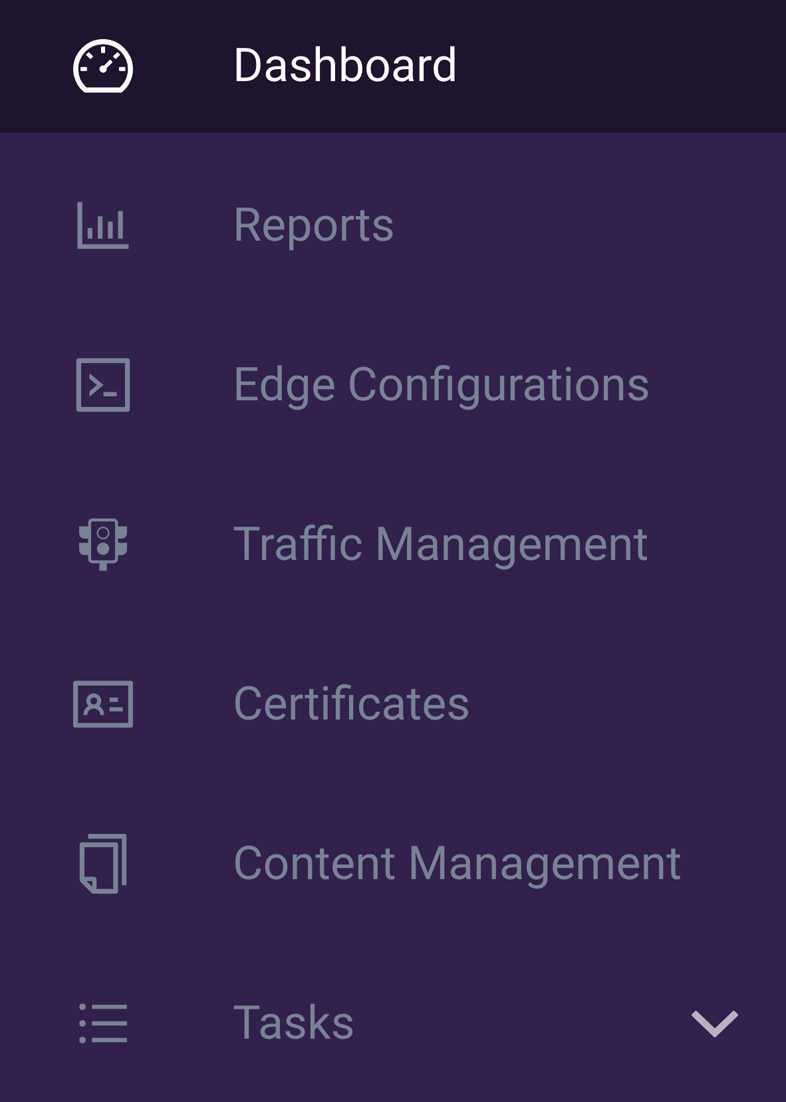 Dashboard
Reports
Edge Configurations
Traffic Management
Certificates
Content Management
Tasks